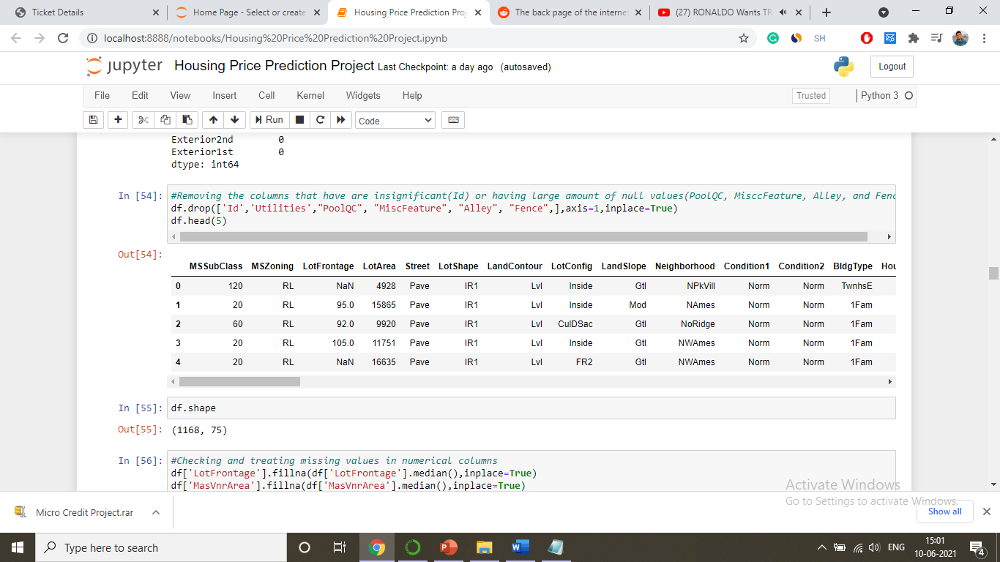 Ticket Details
Home Page - Select or create
Housing Price Prediction Proj
The back page of the internet
(27) RONALDO Wants TR
localhost:8888/notebooks/Housing%20Price%20Prediction%20Project.ipynb
SH
jupyter Housing Price Prediction Project Last Checkpoint: a day ago (autosaved)
Logout
File Edit View Insert Cell Kernel Widgets Help
Trusted
Python 3
Run
Code
Exterior2nd 0
Exterior1st 0
dtype: int64
In [54]: #Removing the columns that have are insignificant(Id) or having large amount of null values(PoolQC, MisccFeature, Alley, and Fenc
df.drop(['Id','Utilities',"PoolQC", "MiscFeature", "Alley", "Fence",],axis=1,inplace=True)
df.head(5)
Out[54]:
MSSubClass MSZoning LotFrontage LotArea Street LotShape LandContour LotConfig LandSlope Neighborhood Condition1 Condition2 BldgType Hou
0 120 RL NaN 4928 Pave IR1 Lvl Inside Gtl NPkVill Norm Norm TwnhsE
1 20 RL 95.0 15865 Pave IR1 Lvl Inside Mod NAmes Norm Norm 1Fam
2 60 RL 92.0 9920 Pave IR1 Lvl CulDSac Gtl NoRidge Norm Norm 1Fam
3 20 RL 105.0 11751 Pave IR1 Lvl Inside Gtl NWAmes Norm Norm 1Fam
4 20 RL NaN 16635 Pave IR1 Lvl FR2 Gtl NWAmes Norm Norm 1Fam
In [55]: df.shape
Out[55]: (1168, 75)
In [56]: #Checking and treating missing values in numerical columns
df['LotFrontage'].fillna(df['LotFrontage'].median(),inplace=True)
df['MasVnrArea'].fillna(df['MasVnrArea'].median(),inplace=True)
Activate Windows
Go to Settings to activate Windows.
Micro Credit Project.rar
Show all
Type here to search
ENG
15:01
10-06-2021
4